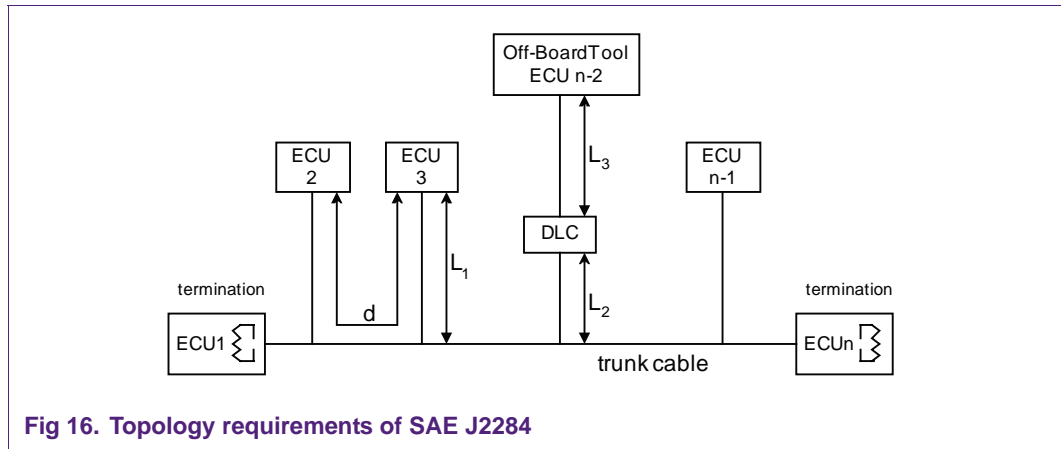 Off-BoardTool
ECU n-2
ECU
2
ECU
3
L3
ECU
n-1
DLC
L1
L2
termination
termination
d
ECU1
ECUn
trunk cable
Fig 16. Topology requirements of SAE J2284